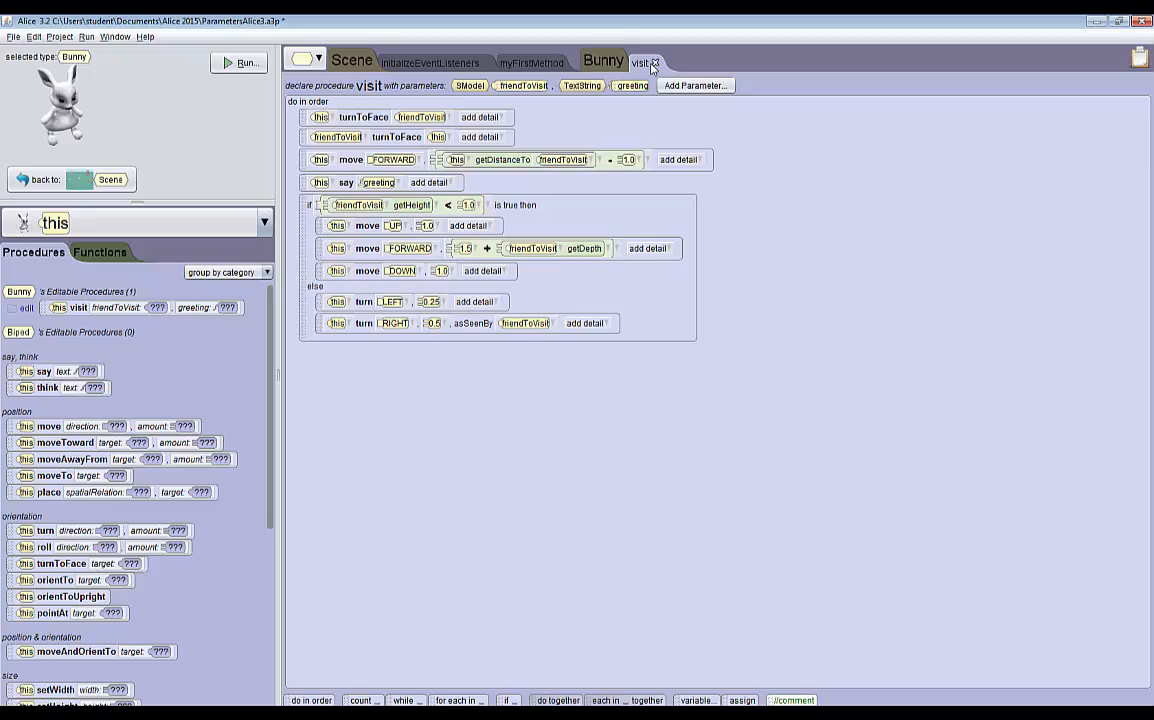 Alice 3.2 C:\Users\student\Documents\Alice 2015\ParametersAlice3.a3p *
File Edit Project Run Window Help
selected type: Bunny
Run...
back to: Scene
this
Procedures Functions
group by category
Bunny 's Editable Procedures (1)
edit this visit friendToVisit: ??? , greeting: ???
Biped 's Editable Procedures (0)
say, think
this say text: ???
this think text: ???
position
this move direction: ??? , amount: ???
this moveToward target: ??? , amount: ???
this moveAwayFrom target: ??? , amount: ???
this moveTo target: ???
this place spatialRelation: ??? , target: ???
orientation
this turn direction: ??? , amount: ???
this roll direction: ??? , amount: ???
this turnToFace target: ???
this orientTo target: ???
this orientToUpright
this pointAt target: ???
position & orientation
this moveAndOrientTo target: ???
size
this setWidth width: ???
Scene initializeEventListeners myFirstMethod Bunny visit
declare procedure visit with parameters: SModel friendToVisit , TextString greeting Add Parameter...
do in order
this turnToFace friendToVisit add detail
friendToVisit turnToFace this add detail
this move FORWARD , this getDistanceTo friendToVisit - 1.0 add detail
this say greeting add detail
if friendToVisit getHeight < 1.0 is true then
this move UP , 1.0 add detail
this move FORWARD , 1.5 + friendToVisit getDepth add detail
this move DOWN , 1.0 add detail
else
this turn LEFT , 0.25 add detail
this turn RIGHT , 0.5 , asSeenBy friendToVisit add detail
do in order count _ while _ for each in _ if _ do together each in _ together variable... assign //comment